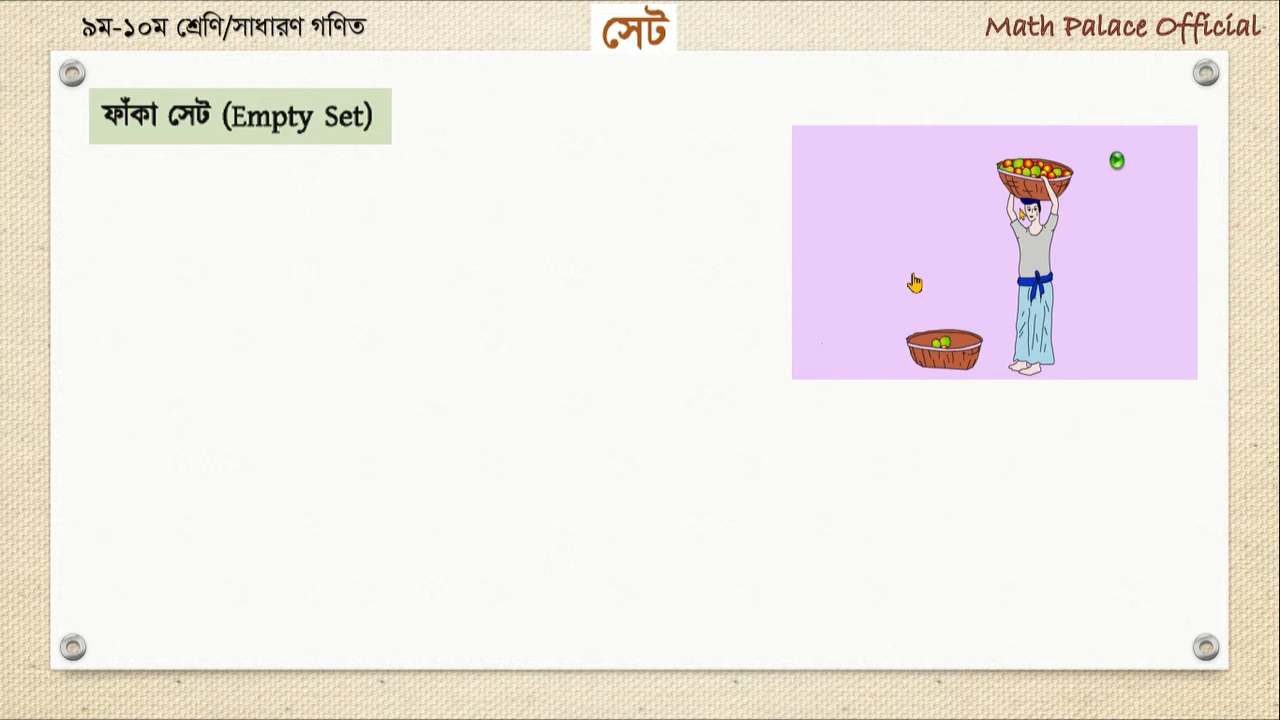 ৯ম-১০ম শ্রেণি/সাধারণ গণিত
সেট
Math Palace Official
ফাঁকা সেট (Empty Set)